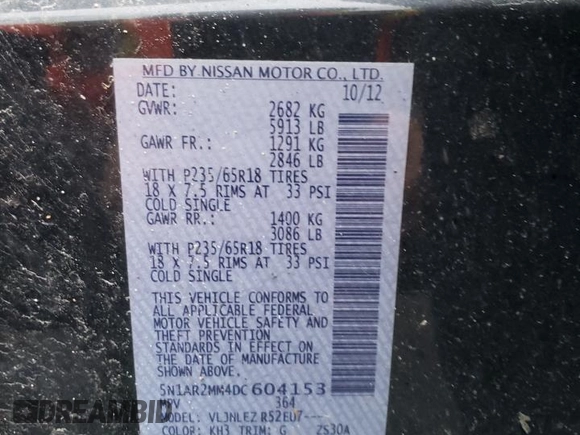 MFD BY NISSAN MOTOR CO., LTD.
DATE: 10/12
GVWR: 2682 KG
5913 LB
GAWR FR.: 1291 KG
2846 LB
WITH P235/65R18 TIRES
18 X 7.5 RIMS AT 33 PSI
COLD SINGLE
GAWR RR.: 1400 KG
3086 LB
WITH P235/65R18 TIRES
18 X 7.5 RIMS AT 33 PSI
COLD SINGLE
THIS VEHICLE CONFORMS TO
ALL APPLICABLE FEDERAL
MOTOR VEHICLE SAFETY AND
THEFT PREVENTION
STANDARDS IN EFFECT ON
THE DATE OF MANUFACTURE
SHOWN ABOVE.
5N1AR2MM4DC604153
MPV 364
MODEL: VLJNLEZ R52EU7---
COLOR: KH3 TRIM: G ZS30A